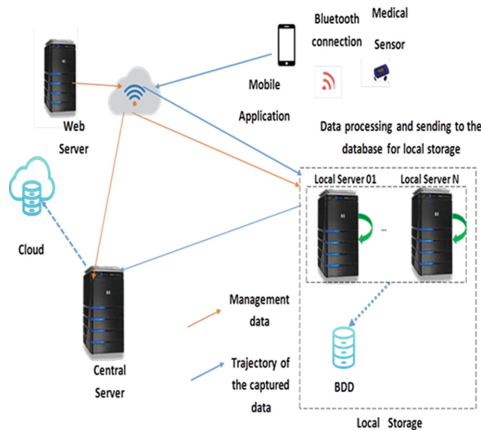 Bluetooth
connection
Medical
Sensor
Mobile
Application
Web
Server
Data processing and sending to the
database for local storage
Local Server 01
Local Server N
...
Cloud
Central
Server
Management
data
Trajectory of
the captured
data
BDD
Local Storage